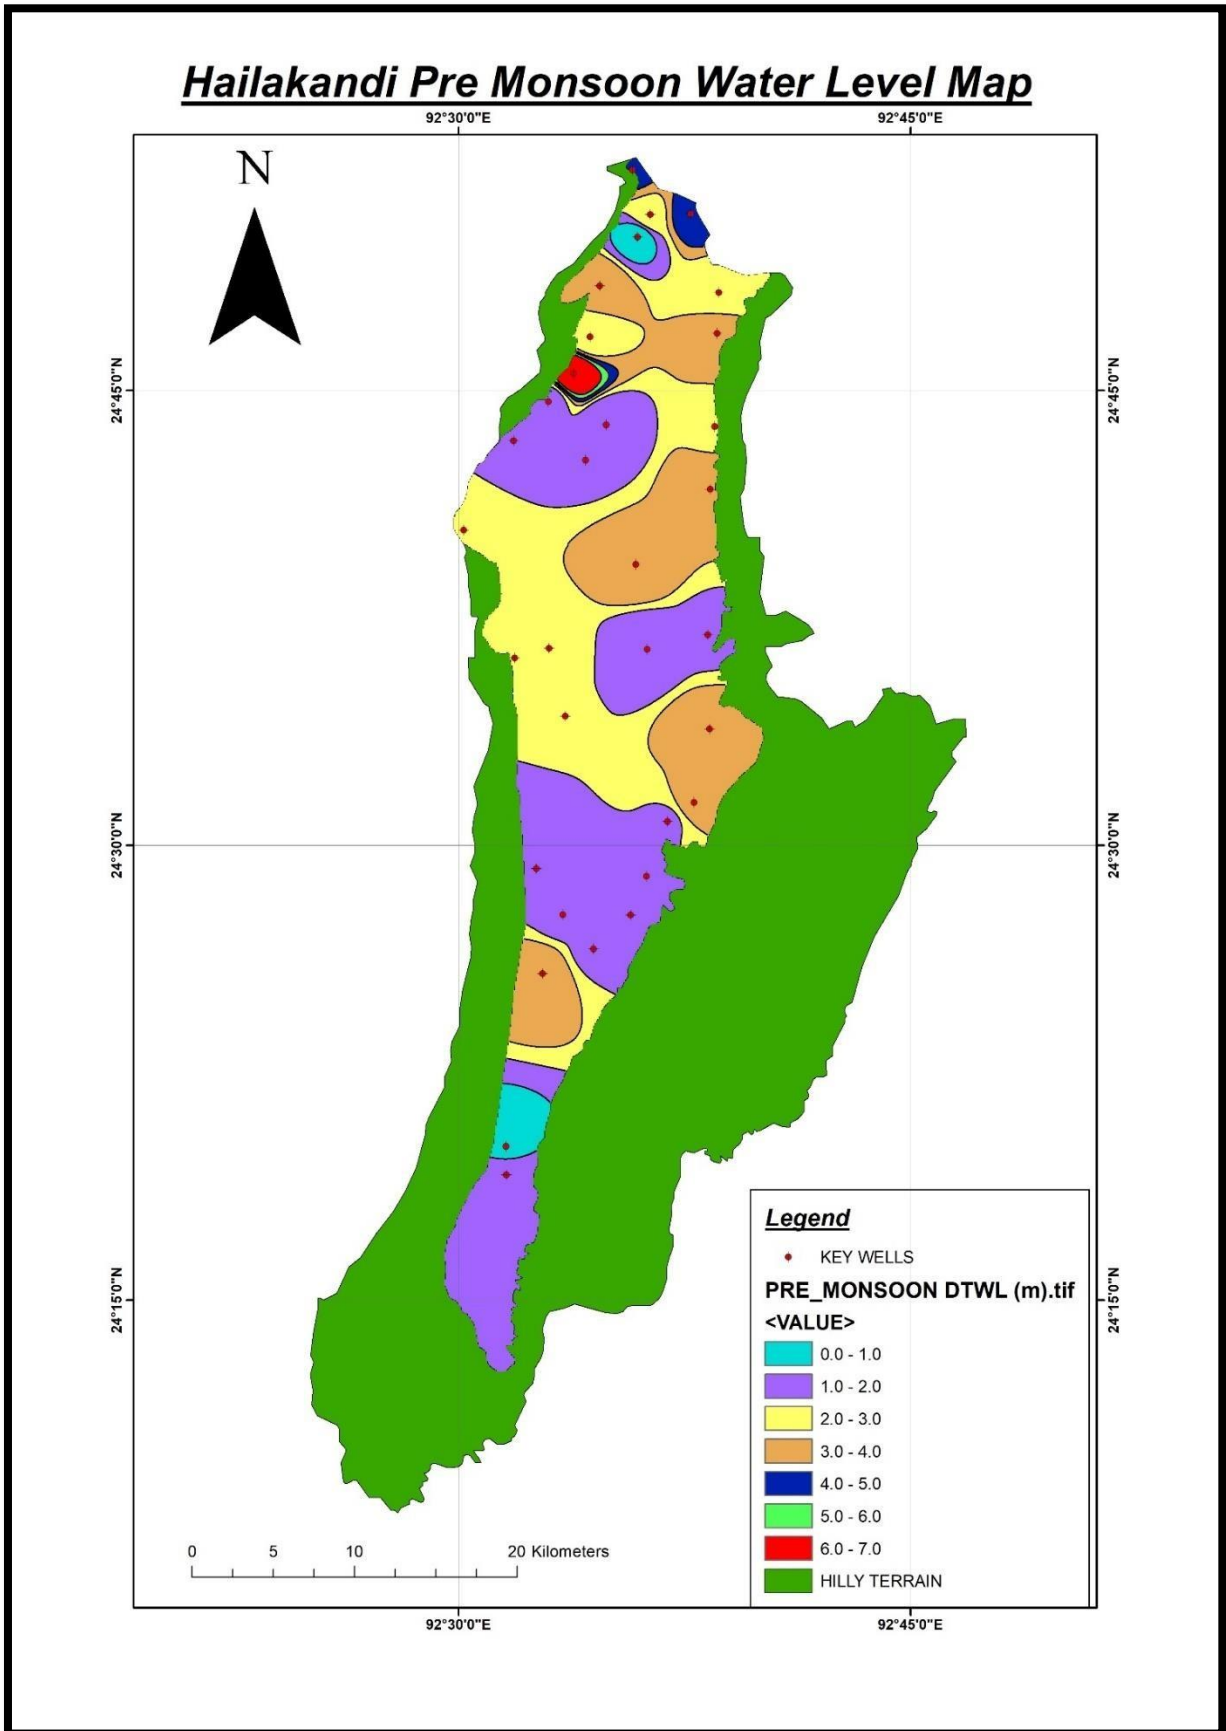 Hailakandi Pre Monsoon Water Level Map
92°30'0"E 92°45'0"E
N
24°45'0"N 24°45'0"N
24°30'0"N 24°30'0"N
Legend
KEY WELLS
PRE_MONSOON DTWL (m).tif
24°15'0"N 24°15'0"N
<VALUE>
0.0 - 1.0
1.0 - 2.0
2.0 - 3.0
3.0 - 4.0
4.0 - 5.0
5.0 - 6.0
6.0 - 7.0
HILLY TERRAIN
0 5 10 20 Kilometers
92°30'0"E 92°45'0"E